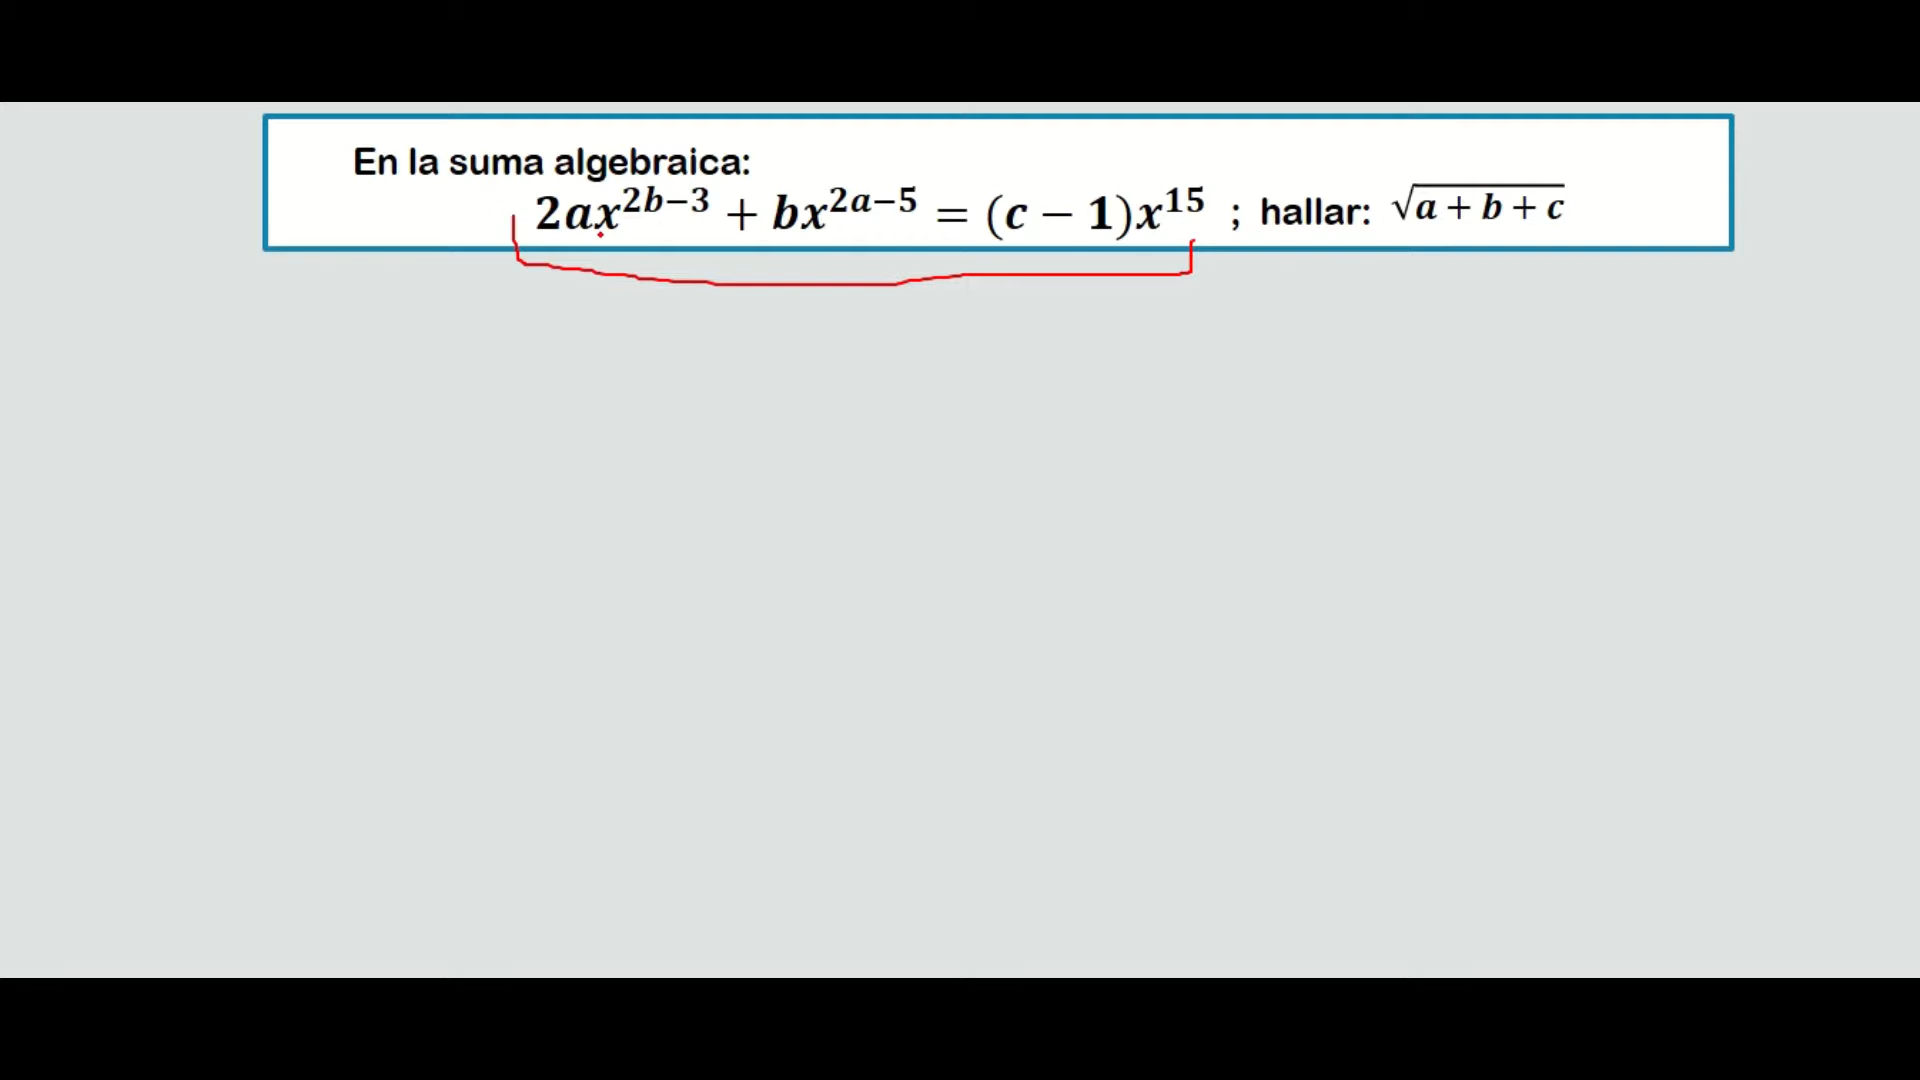 En la suma algebraica:
2ax^{2b−3} + bx^{2a−5} = (c − 1)x^{15} ; hallar: √(a + b + c)